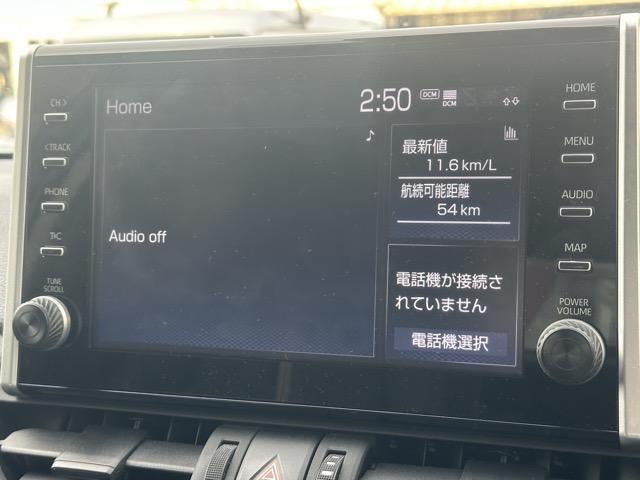 Home
2:50
DCM
DCM
CH >
< TRACK
PHONE
TUNE
SCROLL
Audio off
最新値
11.6 km/L
航続可能距離
54 km
電話機が接続さ
れていません
電話機選択
HOME
MENU
AUDIO
MAP
POWER
VOLUME